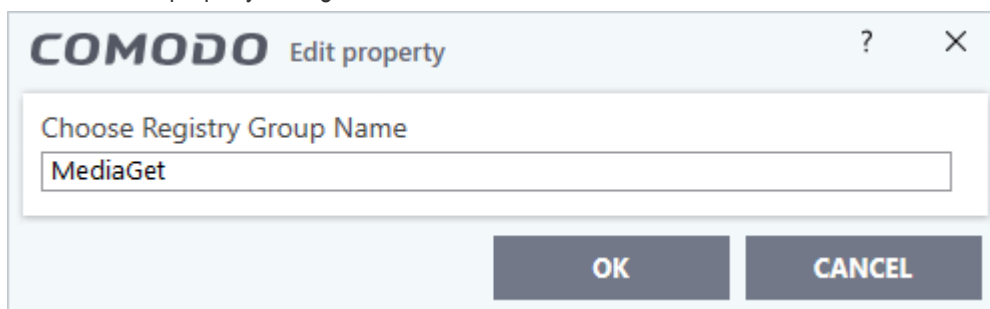 COMODO Edit property ? ×
Choose Registry Group Name
MediaGet
OK CANCEL